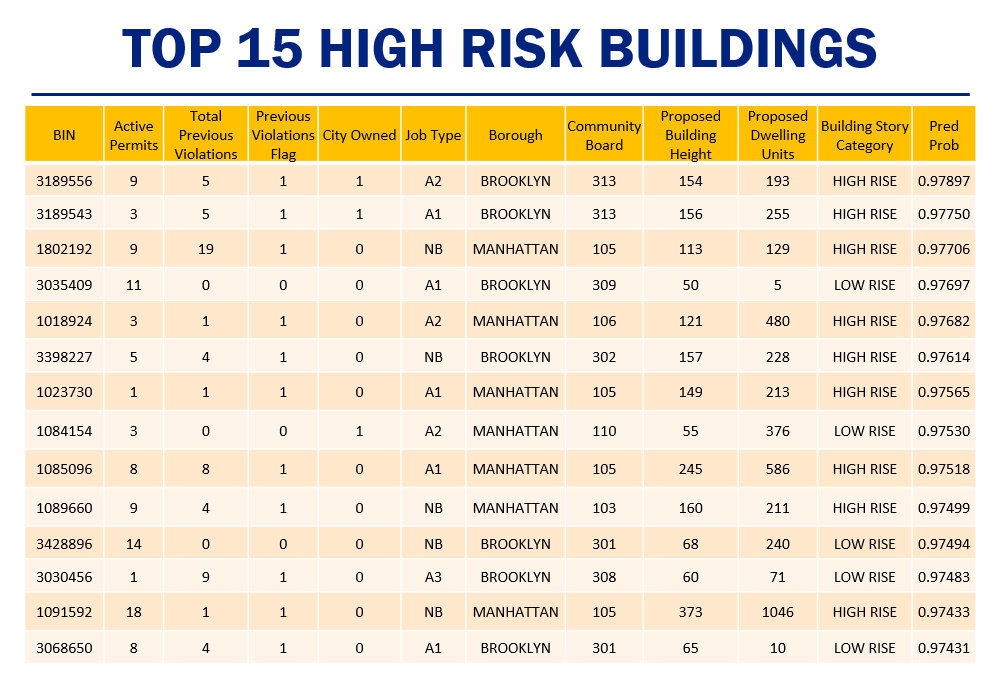 TOP 15 HIGH RISK BUILDINGS
BIN Active Permits Total Previous Violations Previous Violations Flag City Owned Job Type Borough Community Board Proposed Building Height Proposed Dwelling Units Building Story Category Pred Prob
3189556 9 5 1 1 A2 BROOKLYN 313 154 193 HIGH RISE 0.97897
3189543 3 5 1 1 A1 BROOKLYN 313 156 255 HIGH RISE 0.97750
1802192 9 19 1 0 NB MANHATTAN 105 113 129 HIGH RISE 0.97706
3035409 11 0 0 0 A1 BROOKLYN 309 50 5 LOW RISE 0.97697
1018924 3 1 1 0 A2 MANHATTAN 106 121 480 HIGH RISE 0.97682
3398227 5 4 1 0 NB BROOKLYN 302 157 228 HIGH RISE 0.97614
1023730 1 1 1 0 A1 MANHATTAN 105 149 213 HIGH RISE 0.97565
1084154 3 0 0 1 A2 MANHATTAN 110 55 376 LOW RISE 0.97530
1085096 8 8 1 0 A1 MANHATTAN 105 245 586 HIGH RISE 0.97518
1089660 9 4 1 0 NB MANHATTAN 103 160 211 HIGH RISE 0.97499
3428896 14 0 0 0 NB BROOKLYN 301 68 240 LOW RISE 0.97494
3030456 1 9 1 0 A3 BROOKLYN 308 60 71 LOW RISE 0.97483
1091592 18 1 1 0 NB MANHATTAN 105 373 1046 HIGH RISE 0.97433
3068650 8 4 1 0 A1 BROOKLYN 301 65 10 LOW RISE 0.97431